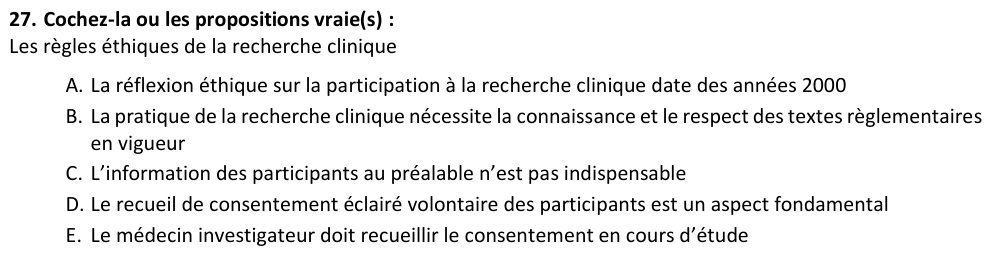 27. Cochez-la ou les propositions vraie(s) :
Les règles éthiques de la recherche clinique
A. La réflexion éthique sur la participation à la recherche clinique date des années 2000
B. La pratique de la recherche clinique nécessite la connaissance et le respect des textes règlementaires
en vigueur
C. L’information des participants au préalable n’est pas indispensable
D. Le recueil de consentement éclairé volontaire des participants est un aspect fondamental
E. Le médecin investigateur doit recueillir le consentement en cours d’étude